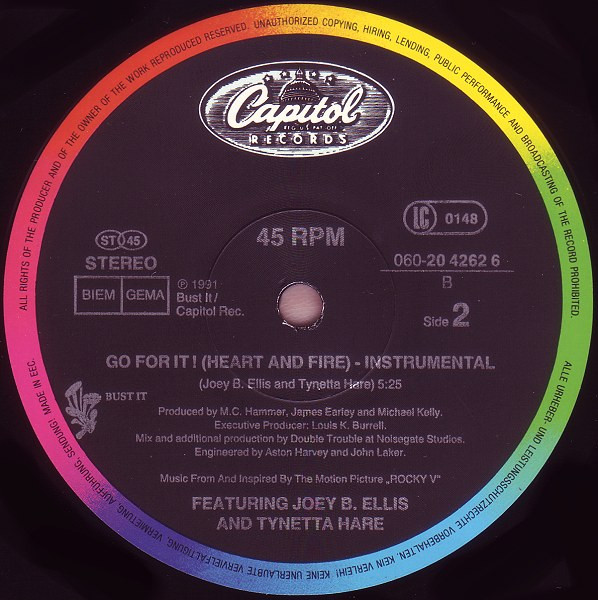 ALL RIGHTS OF THE PRODUCER AND OF THE OWNER OF THE WORK REPRODUCED RESERVED. UNAUTHORIZED COPYING, HIRING, LENDING, PUBLIC PERFORMANCE AND BROADCASTING OF THE RECORD PROHIBITED.
Capitol
REG. U.S. PAT. OFF.
RECORDS
LC 0148
ST 45
STEREO
45 RPM
060-20 4262 6
B
BIEM GEMA
℗ 1991
Bust It/
Capitol Rec.
Side 2
GO FOR IT! (HEART AND FIRE) - INSTRUMENTAL
(Joey B. Ellis and Tynetta Hare) 5:25
BUST IT
Produced by M.C. Hammer, James Earley and Michael Kelly.
Executive Producer: Louis K. Burrell.
Mix and additional production by Double Trouble at Noisegate Studios.
Engineered by Aston Harvey and John Laker.
Music From And Inspired By The Motion Picture „ROCKY V"
FEATURING JOEY B. ELLIS
AND TYNETTA HARE
ALLE URHEBER- UND LEISTUNGSSCHUTZRECHTE VORBEHALTEN. KEIN VERLEIH! KEINE UNERLAUBTE VERVIELFÄLTIGUNG, VERMIETUNG, AUFFÜHRUNG, SENDUNG! MADE IN EEC.